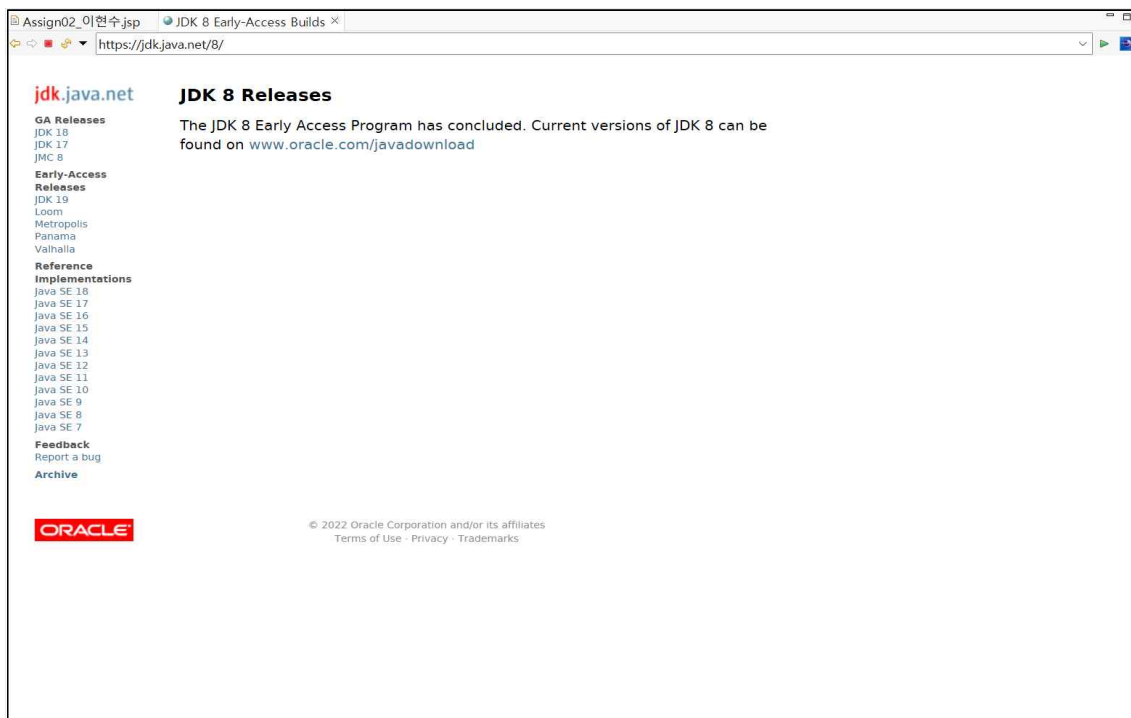 Assign02_이현수.jsp
JDK 8 Early-Access Builds
https://jdk.java.net/8/
jdk.java.net
GA Releases
JDK 18
JDK 17
JMC 8
Early-Access
Releases
JDK 19
Loom
Metropolis
Panama
Valhalla
Reference
Implementations
Java SE 18
Java SE 17
Java SE 16
Java SE 15
Java SE 14
Java SE 13
Java SE 12
Java SE 11
Java SE 10
Java SE 9
Java SE 8
Java SE 7
Feedback
Report a bug
Archive
JDK 8 Releases
The JDK 8 Early Access Program has concluded. Current versions of JDK 8 can be
found on www.oracle.com/javadownload
ORACLE
© 2022 Oracle Corporation and/or its affiliates
Terms of Use · Privacy · Trademarks